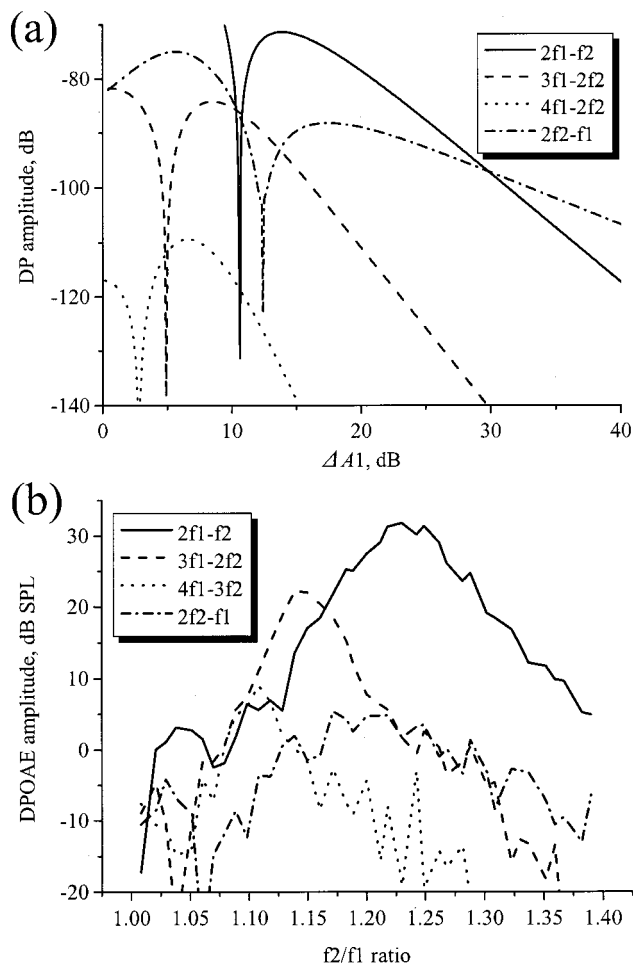 (a)
2f1-f2
3f1-2f2
4f1-2f2
2f2-f1
DP amplitude, dB
-80
-100
-120
-140
0
10
20
30
40
ΔA1, dB
(b)
2f1-f2
3f1-2f2
4f1-3f2
2f2-f1
DPOAE amplitude, dB SPL
30
20
10
0
-10
-20
1.00
1.05
1.10
1.15
1.20
1.25
1.30
1.35
1.40
f2/f1 ratio